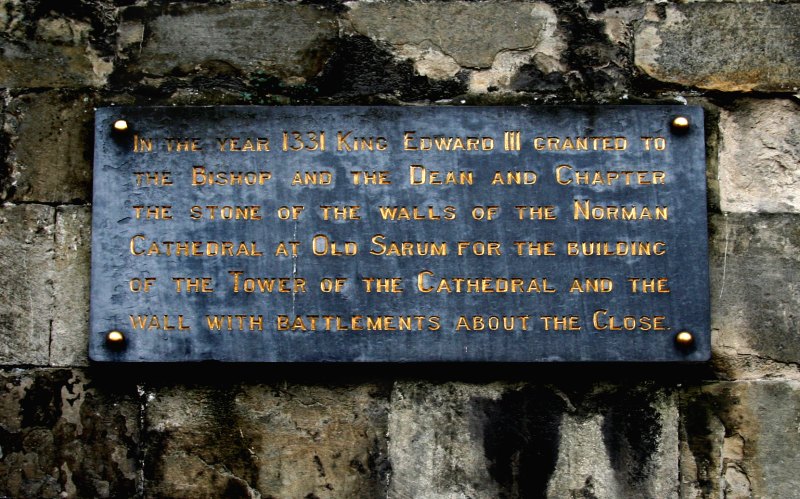 In the year 1331 King Edward III granted to
the Bishop and the Dean and Chapter
the stone of the walls of the Norman
Cathedral at Old Sarum for the building
of the Tower of the Cathedral and the
wall with battlements about the Close.